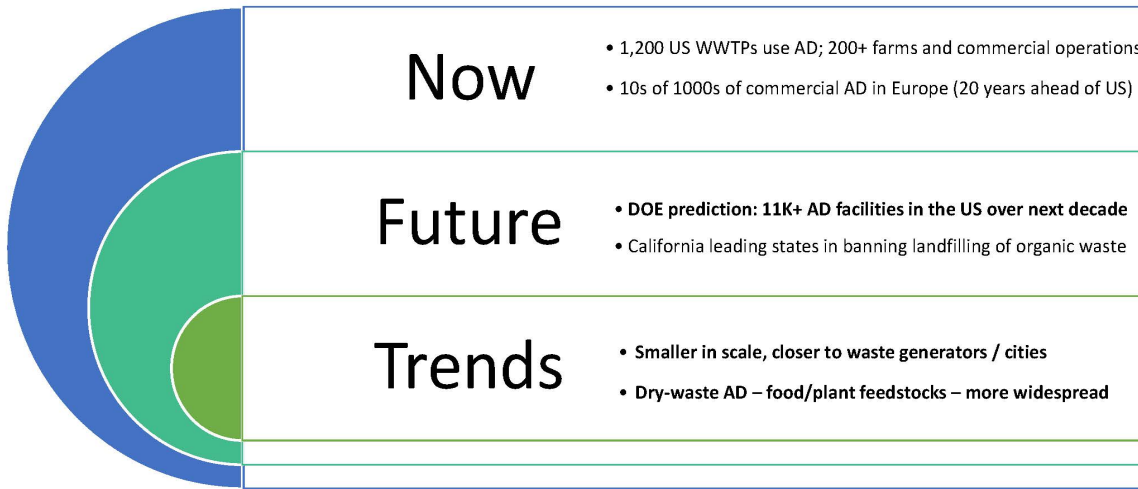 Now
• 1,200 US WWTPs use AD; 200+ farms and commercial operations
• 10s of 1000s of commercial AD in Europe (20 years ahead of US)
Future
• DOE prediction: 11K+ AD facilities in the US over next decade
• California leading states in banning landfilling of organic waste
Trends
• Smaller in scale, closer to waste generators / cities
• Dry-waste AD – food/plant feedstocks – more widespread